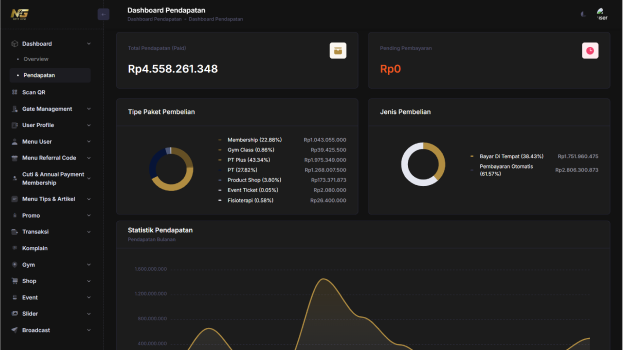 NG
Dashboard Pendapatan
Dashboard Pendapatan - Dashboard Pendapatan
user
Dashboard
Overview
Pendapatan
Scan QR
Gate Management
User Profile
Menu User
Menu Referral Code
Cuti & Annual Payment
Membership
Menu Tips & Artikel
Promo
Transaksi
Komplain
Gym
Shop
Event
Slider
Broadcast
Total Pendapatan (Paid)
Rp4.558.261.348
Pending Pembayaran
Rp0
Tipe Paket Pembelian
Membership (22.88%) Rp1.043.055.000
Gym Class (0.86%) Rp39.425.500
PT Plus (43.34%) Rp1.975.349.000
PT (27.82%) Rp1.268.007.500
Product Shop (3.80%) Rp173.371.873
Event Ticket (0.05%) Rp2.080.000
Fisioterapi (0.58%) Rp26.400.000
Jenis Pembelian
Bayar Di Tempat (38.43%) Rp1.751.960.475
Pembayaran Otomatis
(61.57%) Rp2.806.300.873
Statistik Pendapatan
Pendapatan Bulanan
1.600.000.000
1.200.000.000
800.000.000
400.000.000